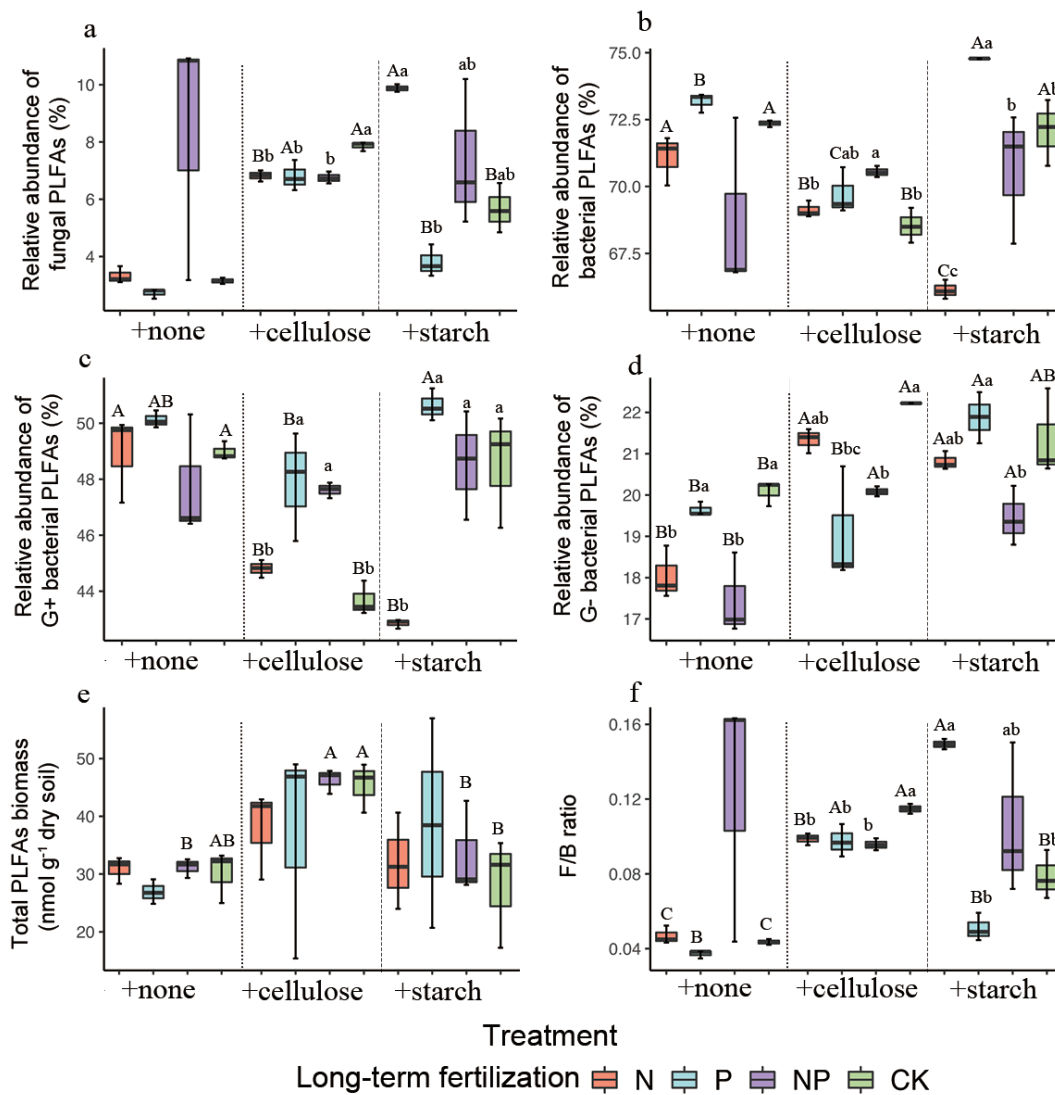 a
Relative abundance of
fungal PLFAs (%)
10
8
6
4
Bb
Ab
b
Aa
Aa
Bb
ab
Bab
+none
+cellulose
+starch
b
Relative abundance of
bacterial PLFAs (%)
75.0
72.5
70.0
67.5
A
B
A
Bb
Cab
a
Bb
Cc
Aa
b
Ab
+none
+cellulose
+starch
c
Relative abundance of
G+ bacterial PLFAs (%)
50
48
46
44
A
AB
A
Bb
Ba
a
Bb
Bb
Aa
a
a
+none
+cellulose
+starch
d
Relative abundance of
G- bacterial PLFAs (%)
22
21
20
19
18
17
Bb
Ba
Bb
Ba
Aab
Bbc
Ab
Aa
Aab
Aa
Ab
AB
+none
+cellulose
+starch
e
Total PLFAs biomass
(nmol g⁻¹ dry soil)
50
40
30
20
B
AB
A
A
B
B
+none
+cellulose
+starch
f
F/B ratio
0.16
0.12
0.08
0.04
C
B
C
Bb
Ab
b
Aa
Aa
Bb
ab
Bb
+none
+cellulose
+starch
Treatment
Long-term fertilization N P NP CK